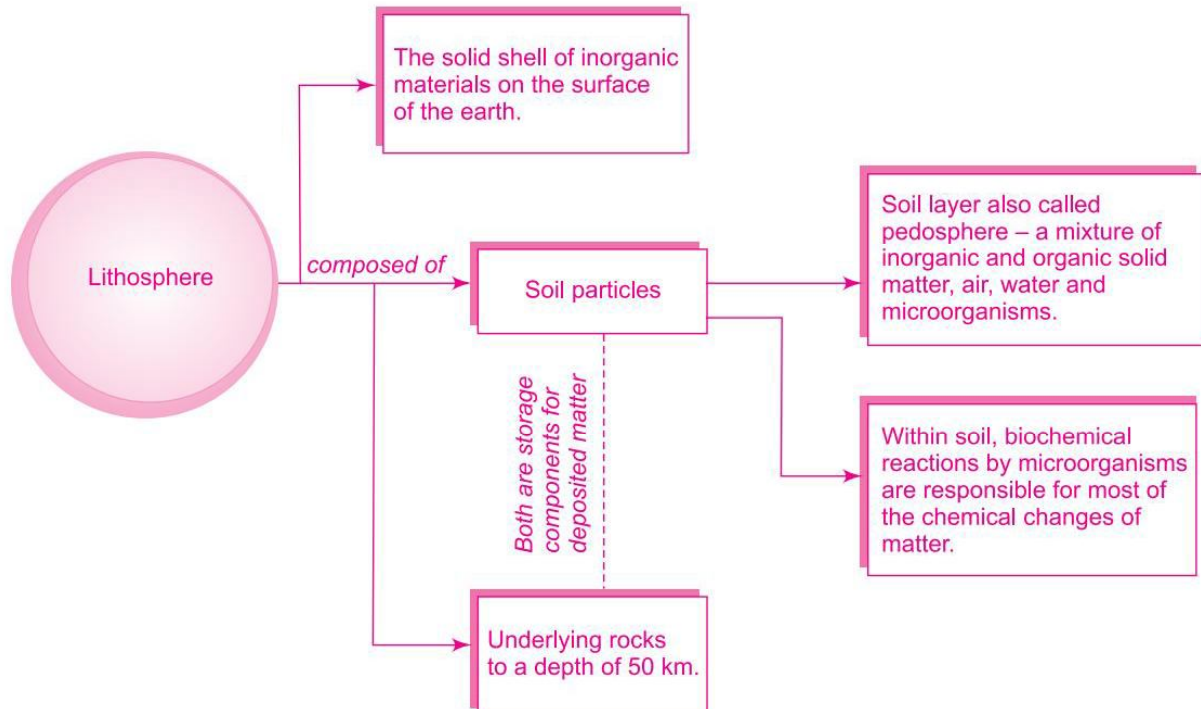 The solid shell of inorganic
materials on the surface
of the earth.
Lithosphere
composed of
Soil particles
Soil layer also called
pedosphere – a mixture of
inorganic and organic solid
matter, air, water and
microorganisms.
Both are storage
components for
deposited matter
Within soil, biochemical
reactions by microorganisms
are responsible for most of
the chemical changes of
matter.
Underlying rocks
to a depth of 50 km.